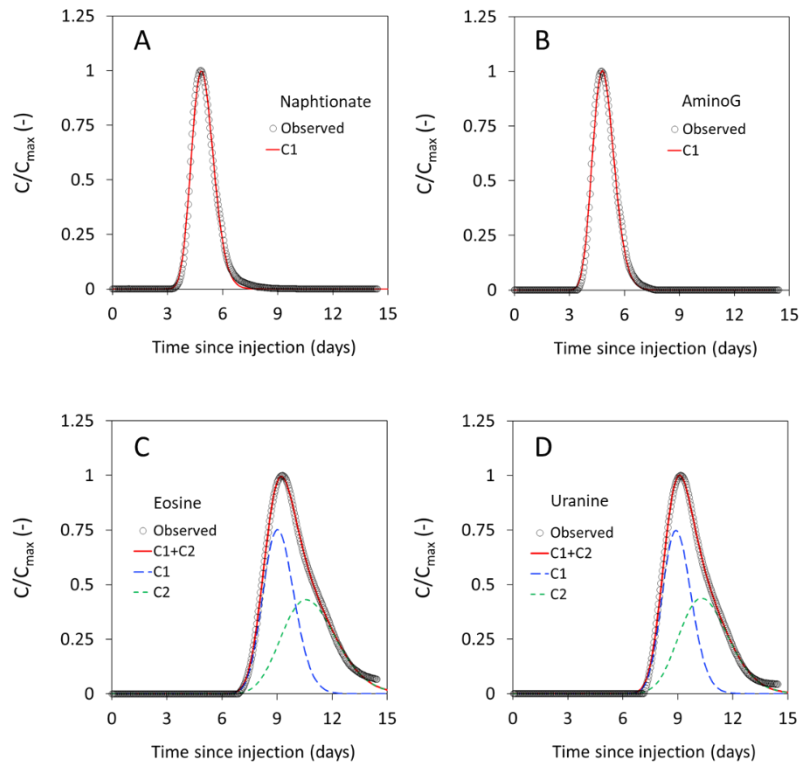 A
Naphtionate
Observed
C1
C/Cmax (-)
1.25
1
0.75
0.5
0.25
0
0 3 6 9 12 15
Time since injection (days)
B
AminoG
Observed
C1
C/Cmax (-)
1.25
1
0.75
0.5
0.25
0
0 3 6 9 12 15
Time since injection (days)
C
Eosine
Observed
C1+C2
C1
C2
C/Cmax (-)
1.25
1
0.75
0.5
0.25
0
0 3 6 9 12 15
Time since injection (days)
D
Uranine
Observed
C1+C2
C1
C2
C/Cmax (-)
1.25
1
0.75
0.5
0.25
0
0 3 6 9 12 15
Time since injection (days)